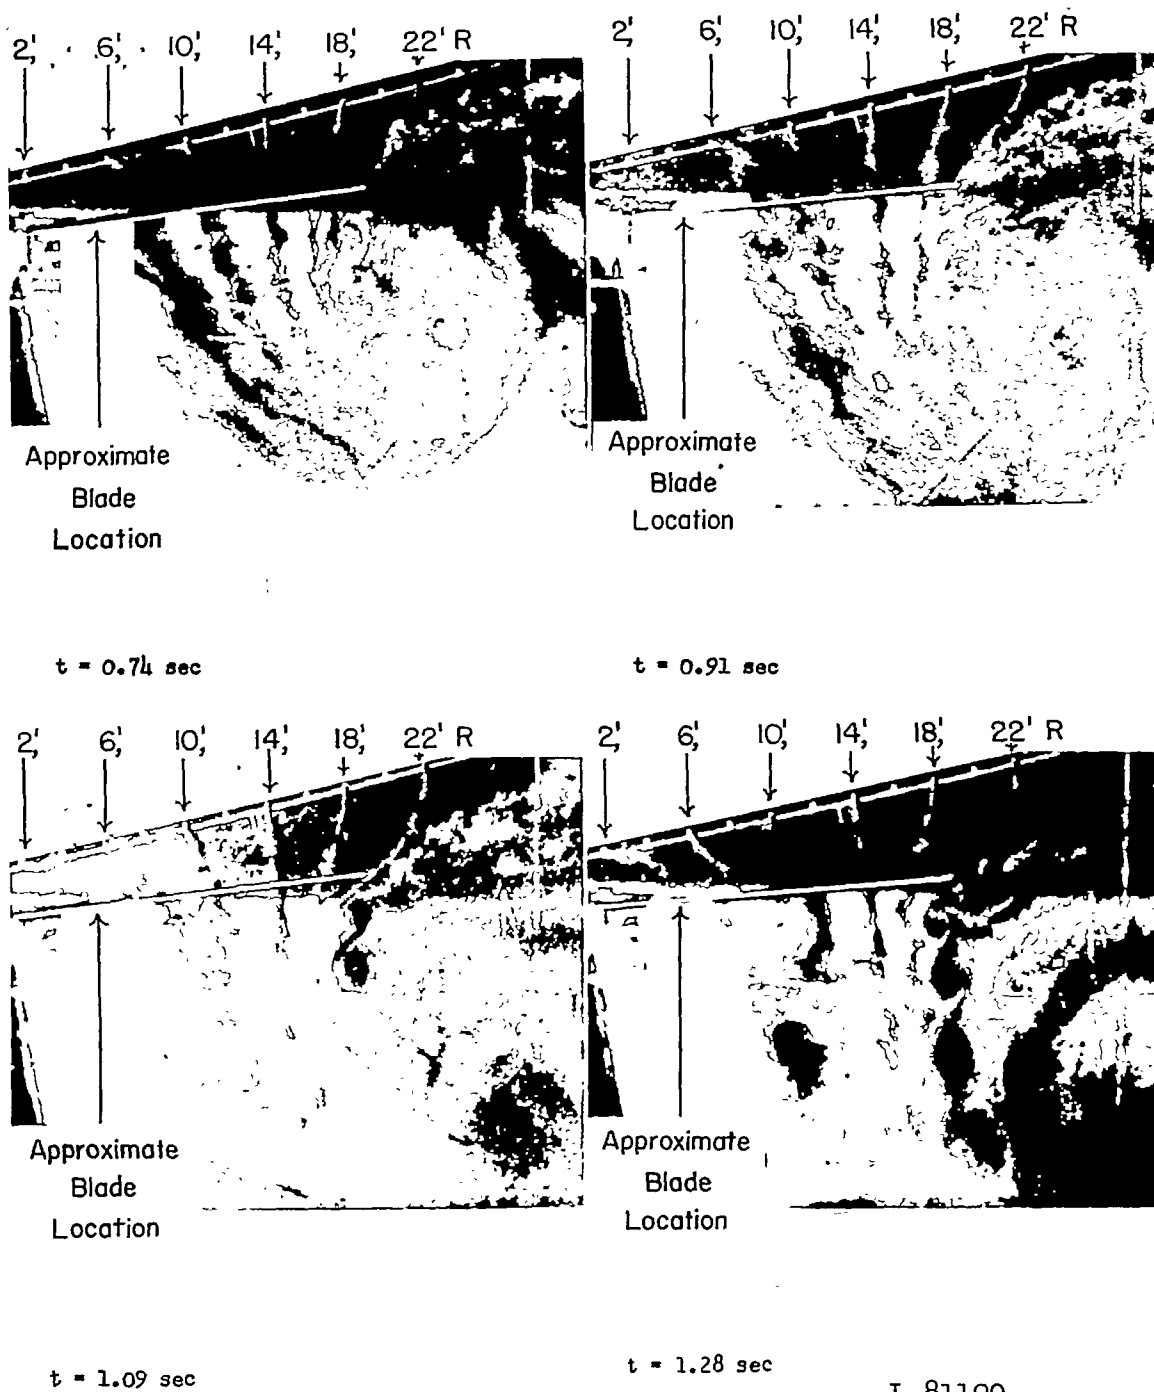 2' 6' 10' 14' 18' 22' R
2' 6' 10' 14' 18' 22' R
Approximate
Blade
Location
Approximate
Blade
Location
t = 0.74 sec
t = 0.91 sec
2' 6' 10' 14' 18' 22' R
2' 6' 10' 14' 18' 22' R
Approximate
Blade
Location
Approximate
Blade
Location
t = 1.09 sec
t = 1.28 sec